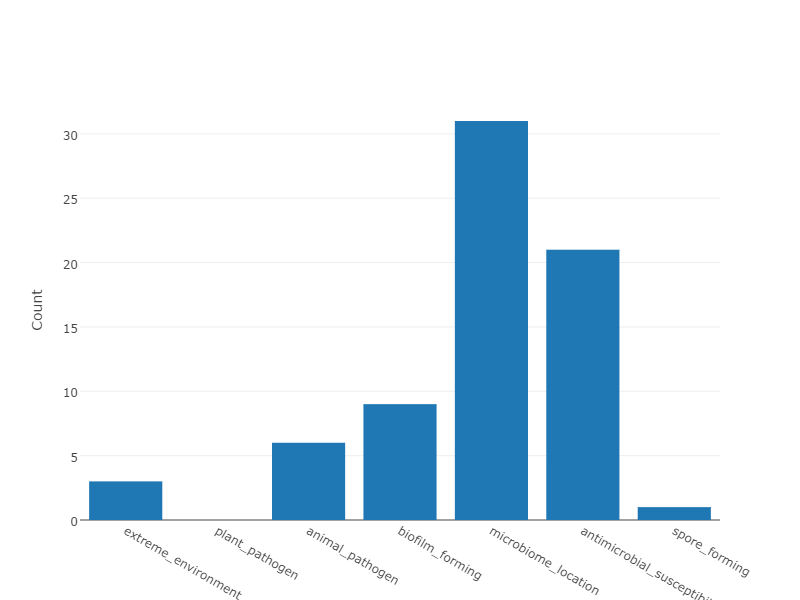 30
25
20
15
10
5
0
Count
extreme_environment
plant_pathogen
animal_pathogen
biofilm_forming
microbiome_location
spore_forming